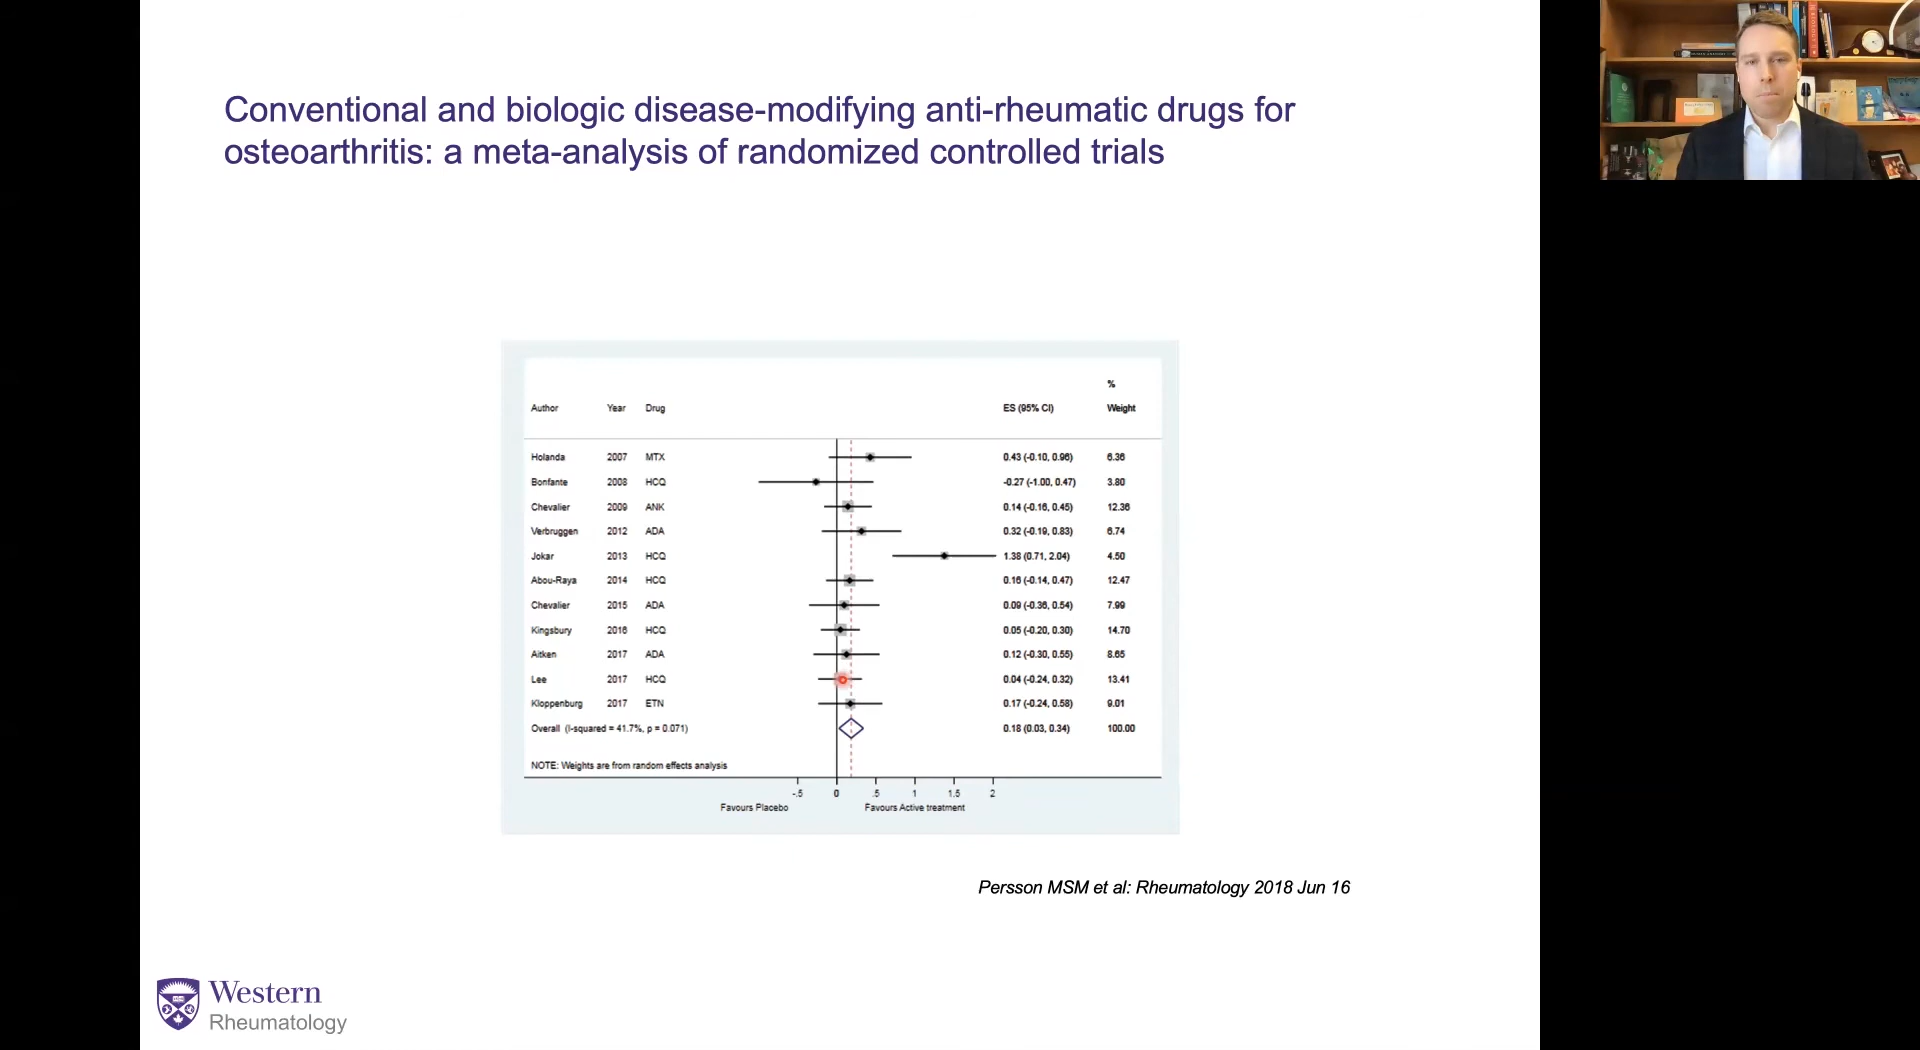 Conventional and biologic disease-modifying anti-rheumatic drugs for
osteoarthritis: a meta-analysis of randomized controlled trials
%
Author Year Drug ES (95% CI) Weight
Holanda 2007 MTX 0.43 (-0.10, 0.96) 6.36
Bonfante 2008 HCQ -0.27 (-1.00, 0.47) 3.80
Chevalier 2009 ANK 0.14 (-0.16, 0.45) 12.36
Verbruggen 2012 ADA 0.32 (-0.19, 0.83) 6.74
Jokar 2013 HCQ 1.38 (0.71, 2.04) 4.50
Abou-Raya 2014 HCQ 0.16 (-0.14, 0.47) 12.47
Chevalier 2015 ADA 0.09 (-0.36, 0.54) 7.99
Kingsbury 2016 HCQ 0.05 (-0.20, 0.30) 14.70
Aitken 2017 ADA 0.12 (-0.30, 0.55) 8.65
Lee 2017 HCQ 0.04 (-0.24, 0.32) 13.41
Kloppenburg 2017 ETN 0.17 (-0.24, 0.58) 9.01
Overall (I-squared = 41.7%, p = 0.071) 0.18 (0.03, 0.34) 100.00
NOTE: Weights are from random effects analysis
-.5 0 .5 1 1.5 2
Favours Placebo Favours Active treatment
Persson MSM et al: Rheumatology 2018 Jun 16
Western
Rheumatology